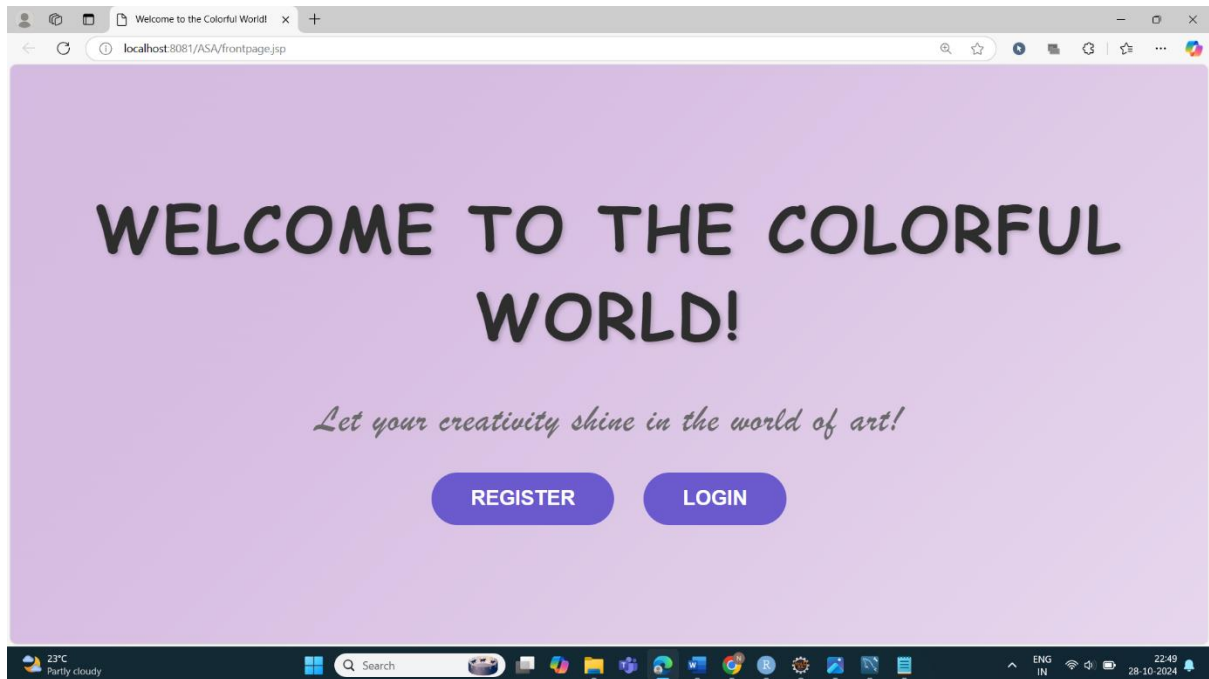 Welcome to the Colorful World!
localhost:8081/ASA/frontpage.jsp
WELCOME TO THE COLORFUL
WORLD!
Let your creativity shine in the world of art!
REGISTER LOGIN
23°C
Partly cloudy
Search
ENG
IN
22:49
28-10-2024